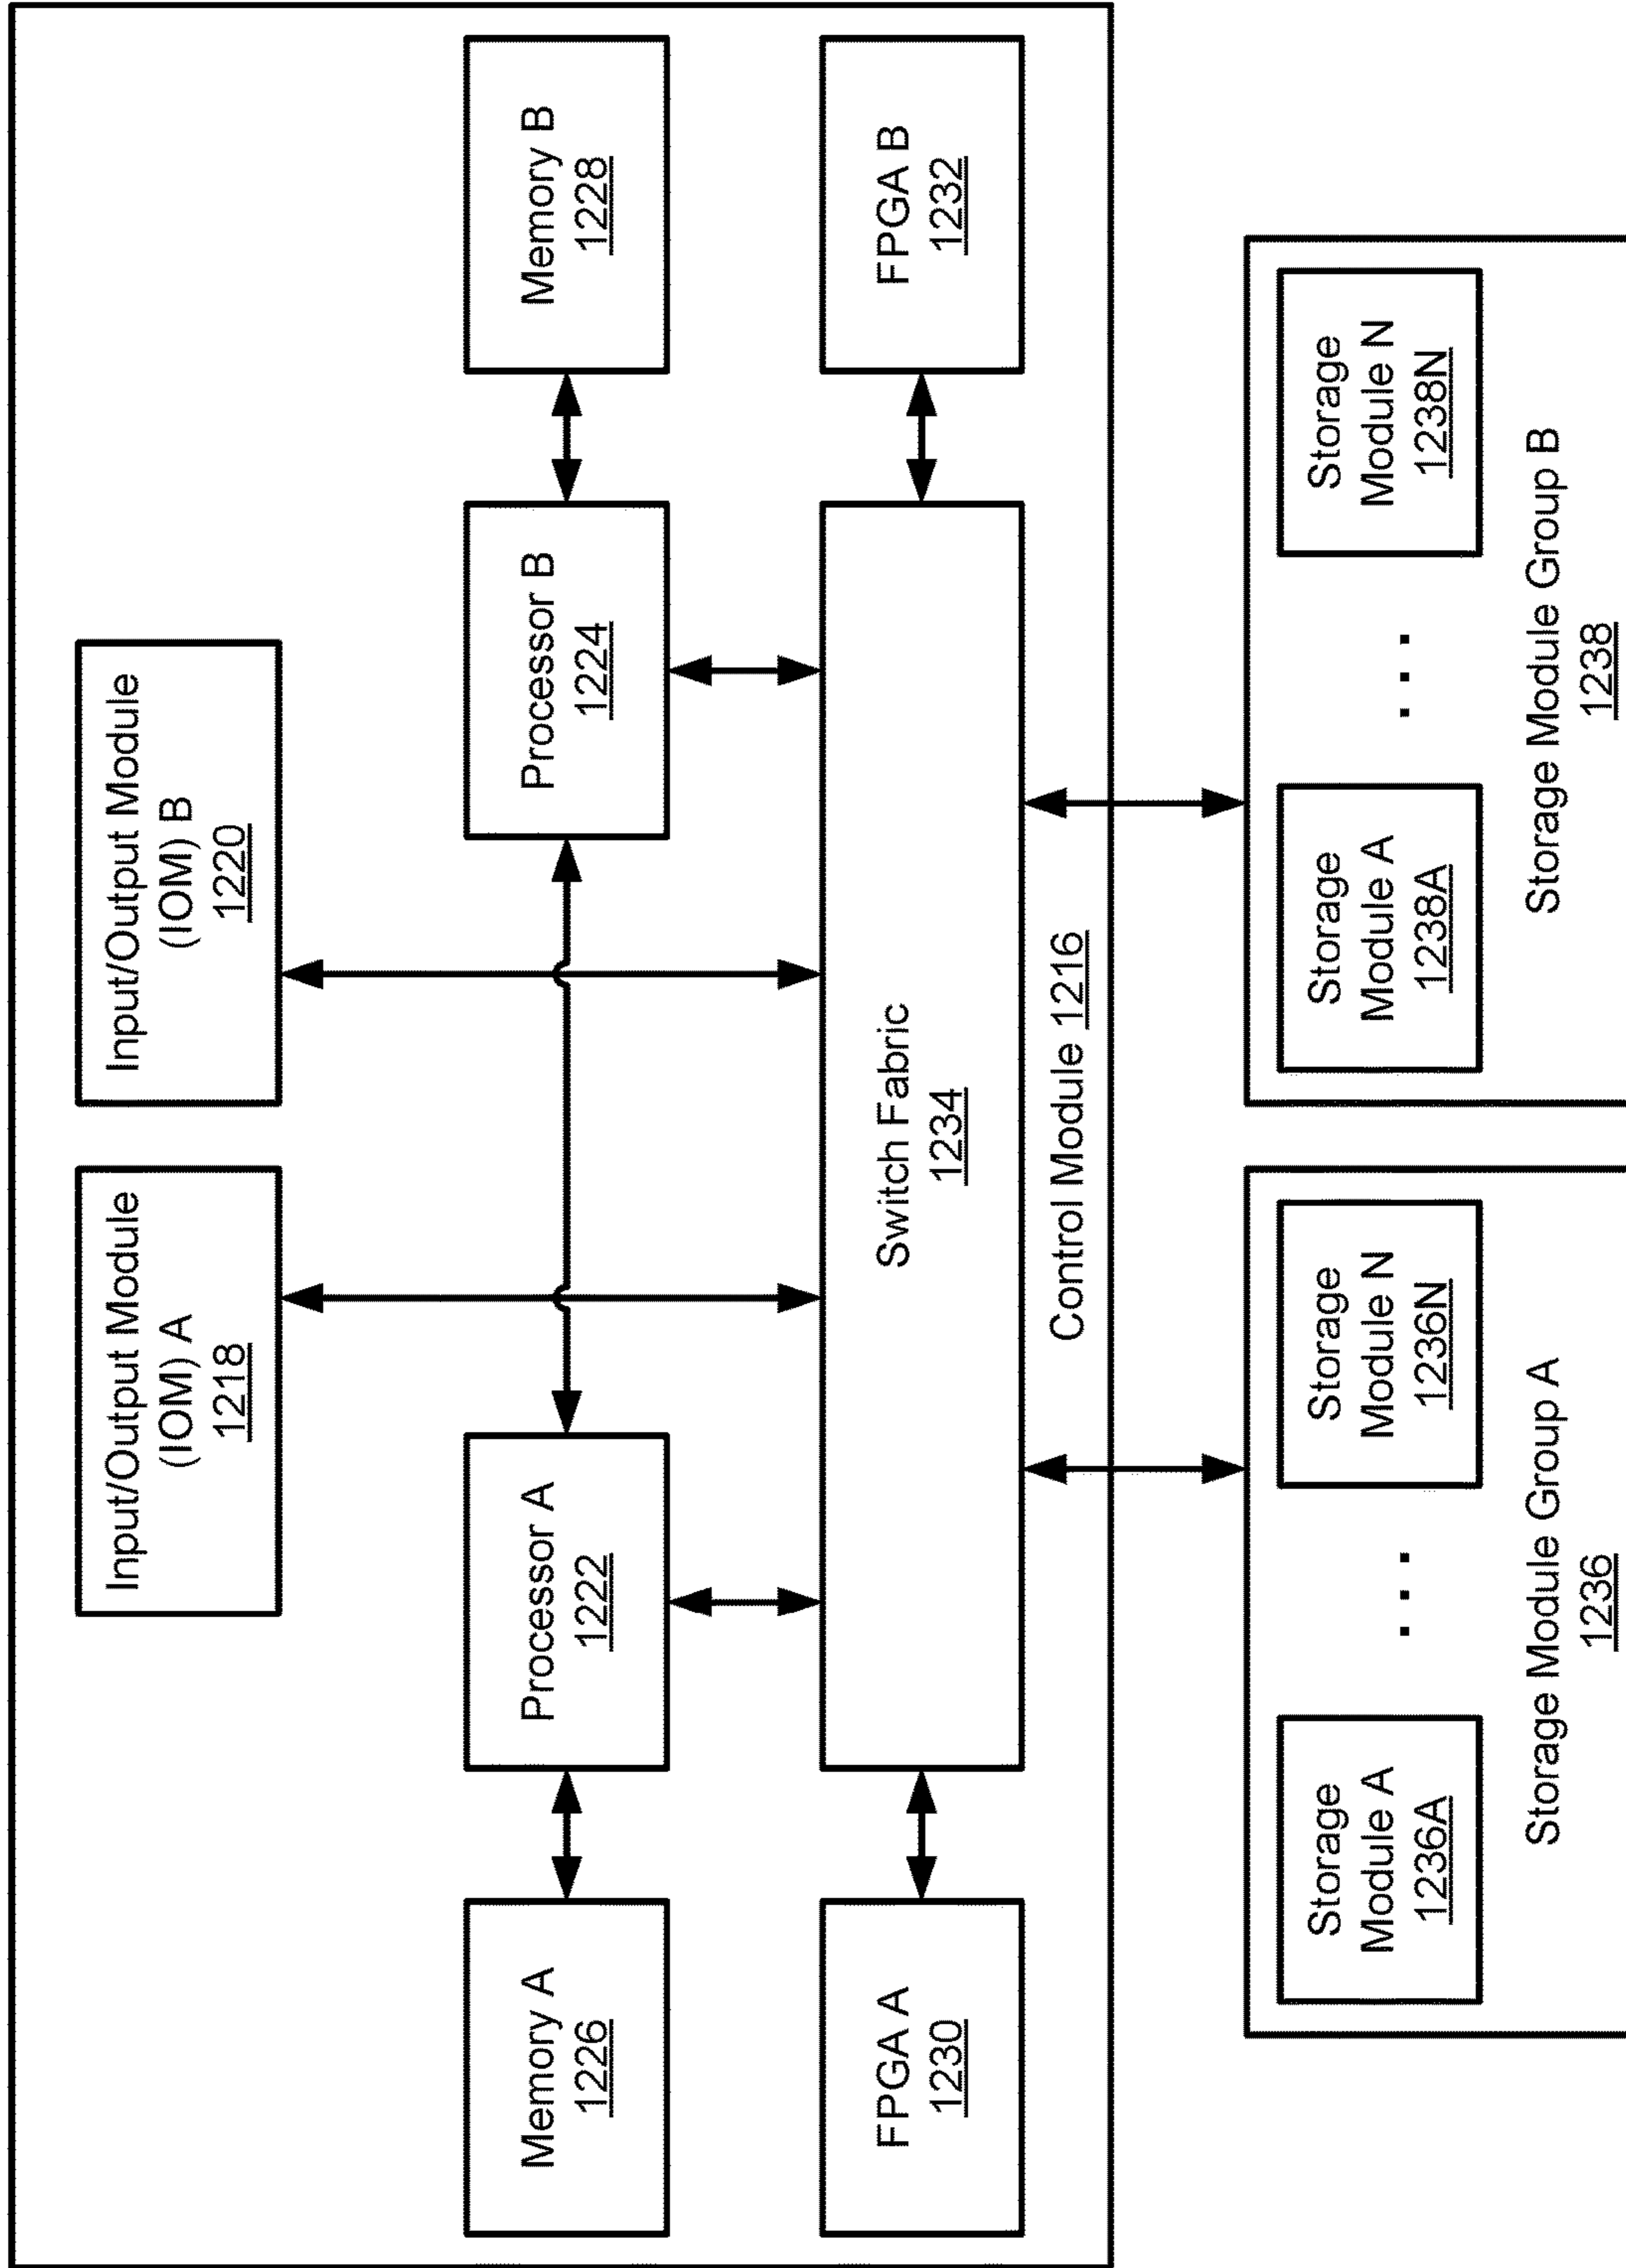 Input/Output Module
(IOM) A
1218
Input/Output Module
(IOM) B
1220
Memory A
1226
Processor A
1222
Processor B
1224
Memory B
1228
FPGA A
1230
Switch Fabric
1234
FPGA B
1232
Control Module 1216
Storage
Module A
1236A
. . .
Storage
Module N
1236N
Storage Module Group A
1236
Storage
Module A
1238A
. . .
Storage
Module N
1238N
Storage Module Group B
1238